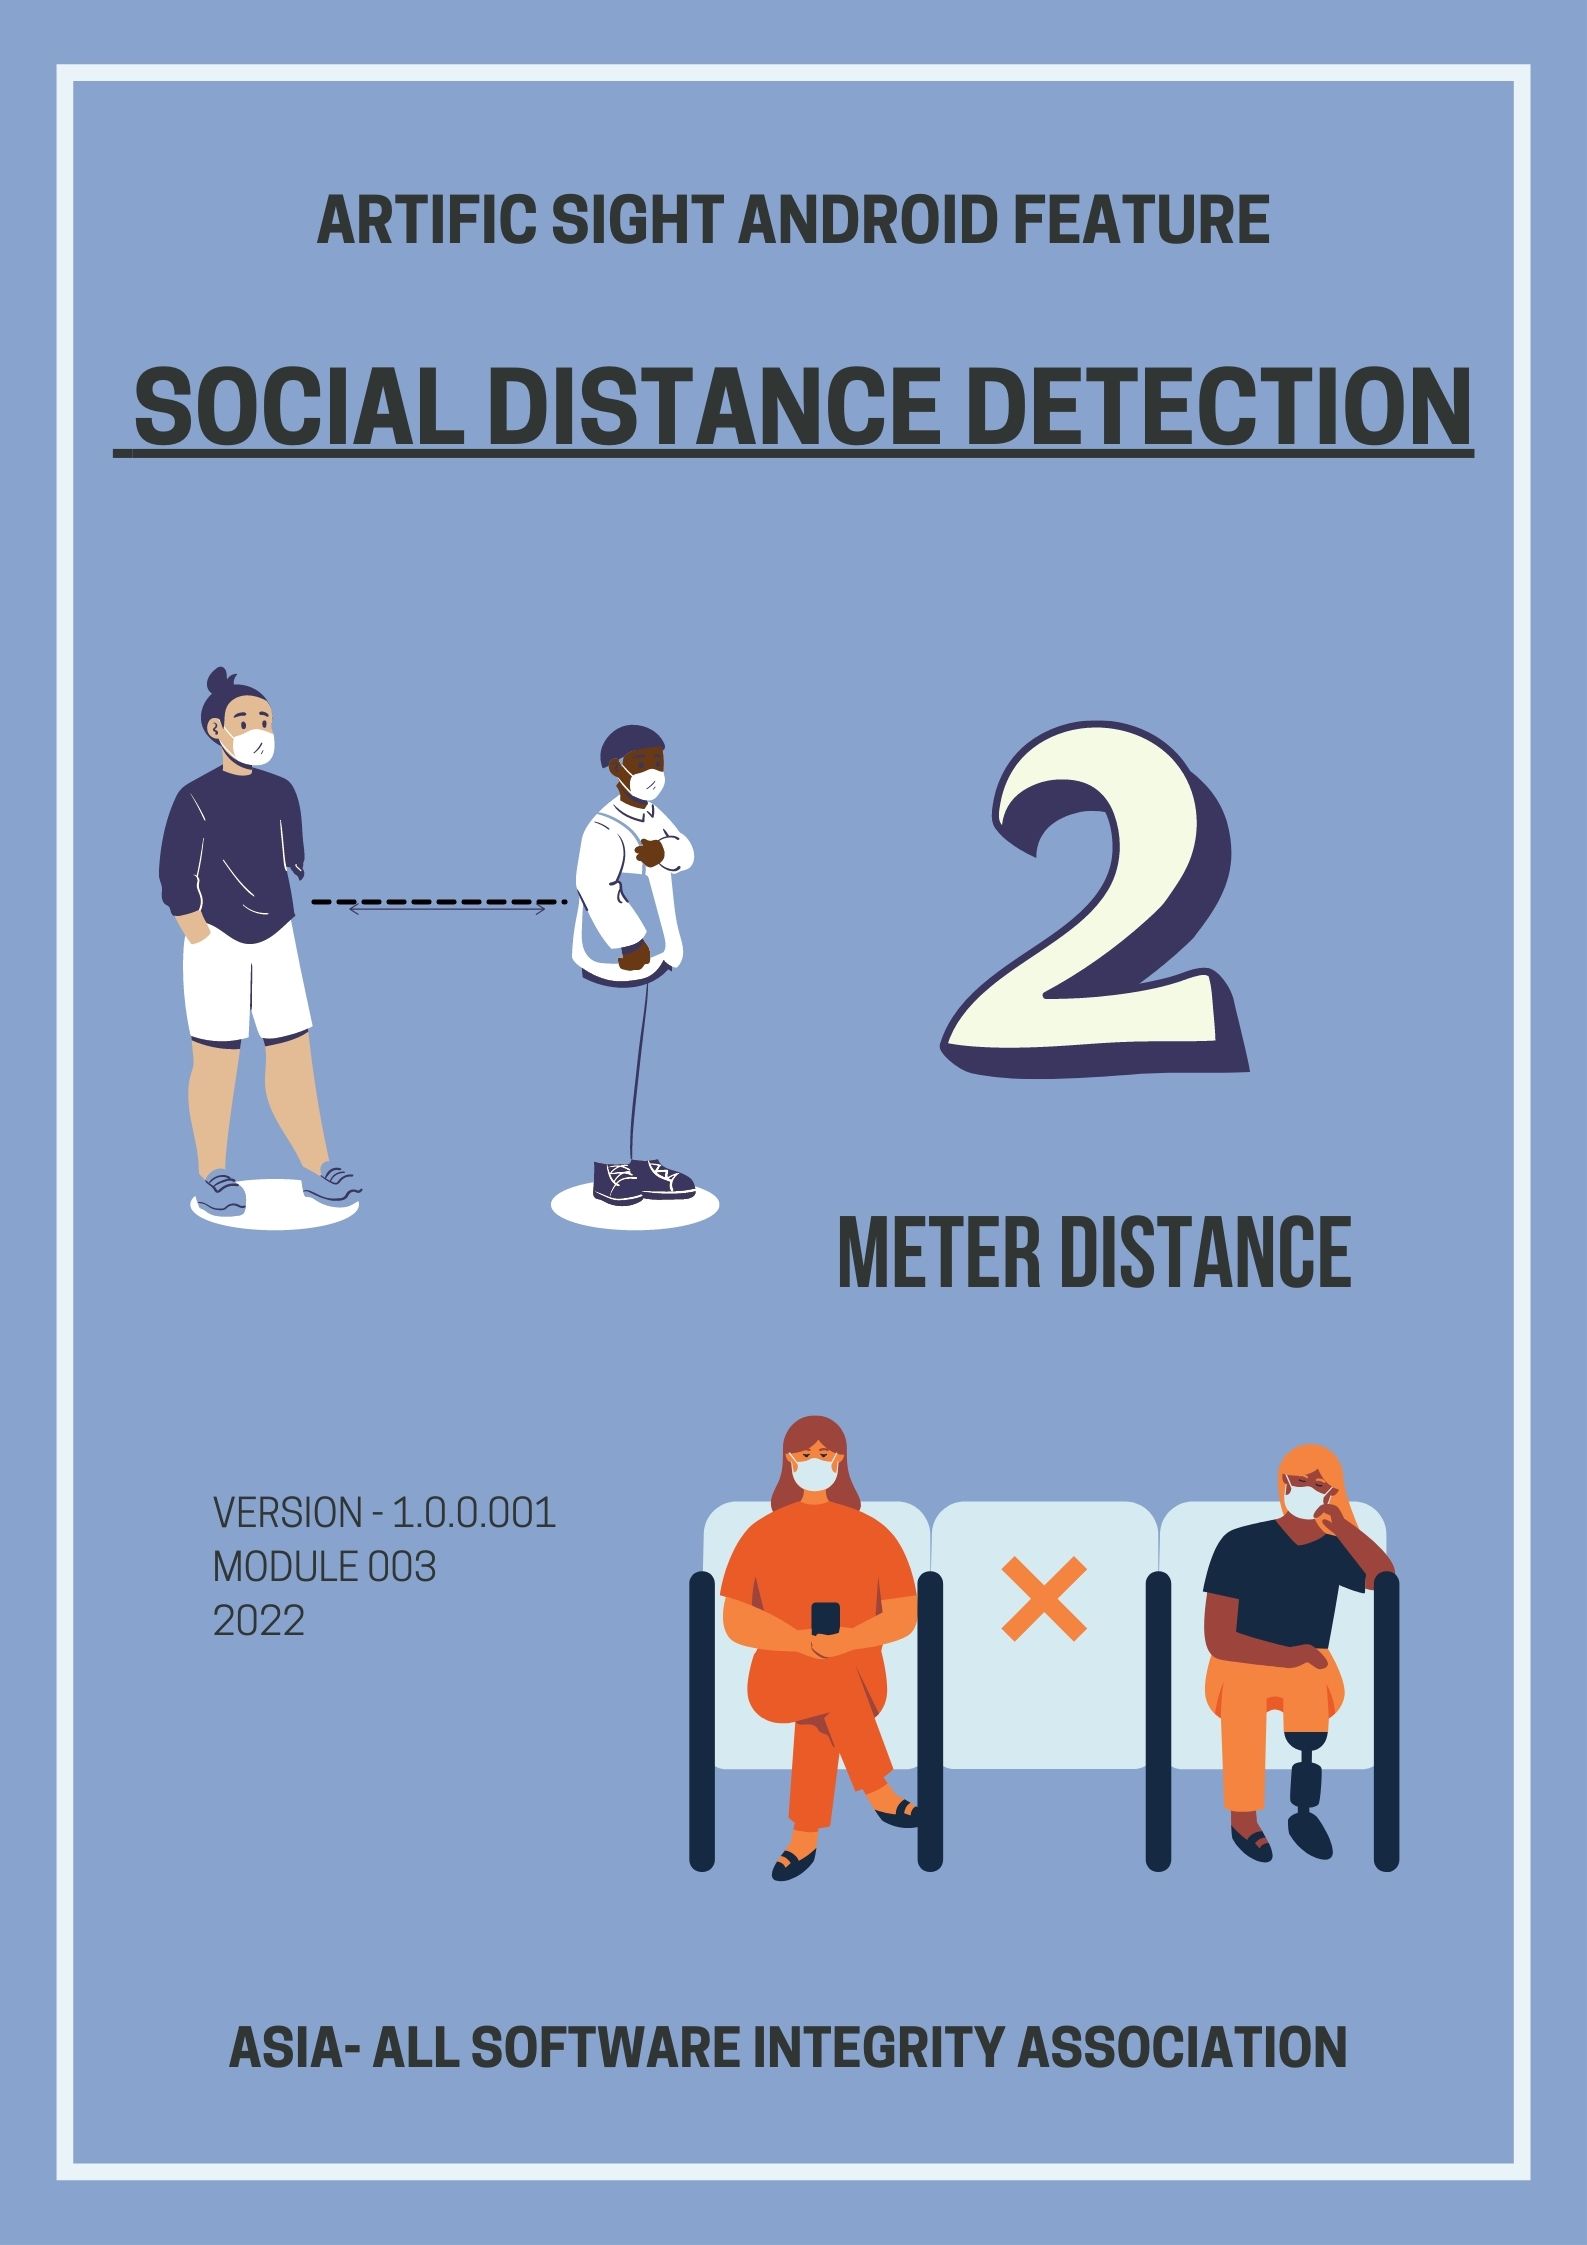 ARTIFIC SIGHT ANDROID FEATURE
SOCIAL DISTANCE DETECTION
2
METER DISTANCE
VERSION - 1.0.0.001
MODULE 003
2022
ASIA- ALL SOFTWARE INTEGRITY ASSOCIATION